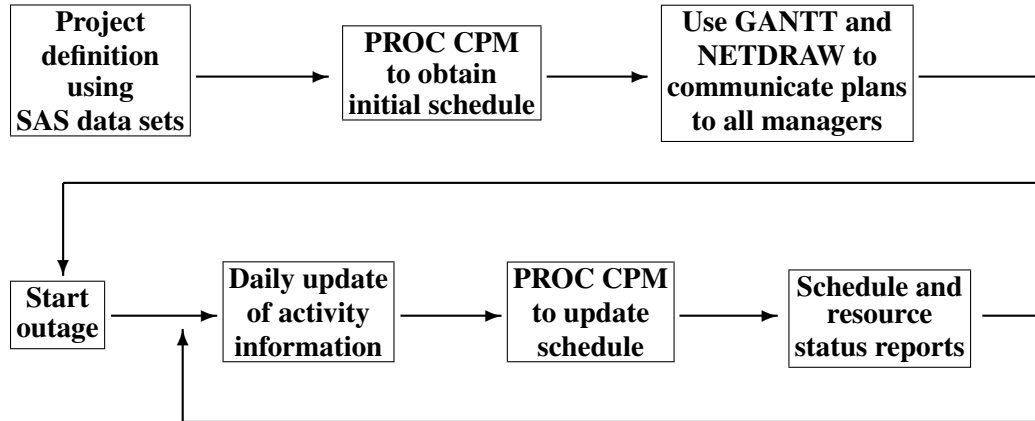 Project
definition
using
SAS data sets
PROC CPM
to obtain
initial schedule
Use GANTT and
NETDRAW to
communicate plans
to all managers
Start
outage
Daily update
of activity
information
PROC CPM
to update
schedule
Schedule and
resource
status reports